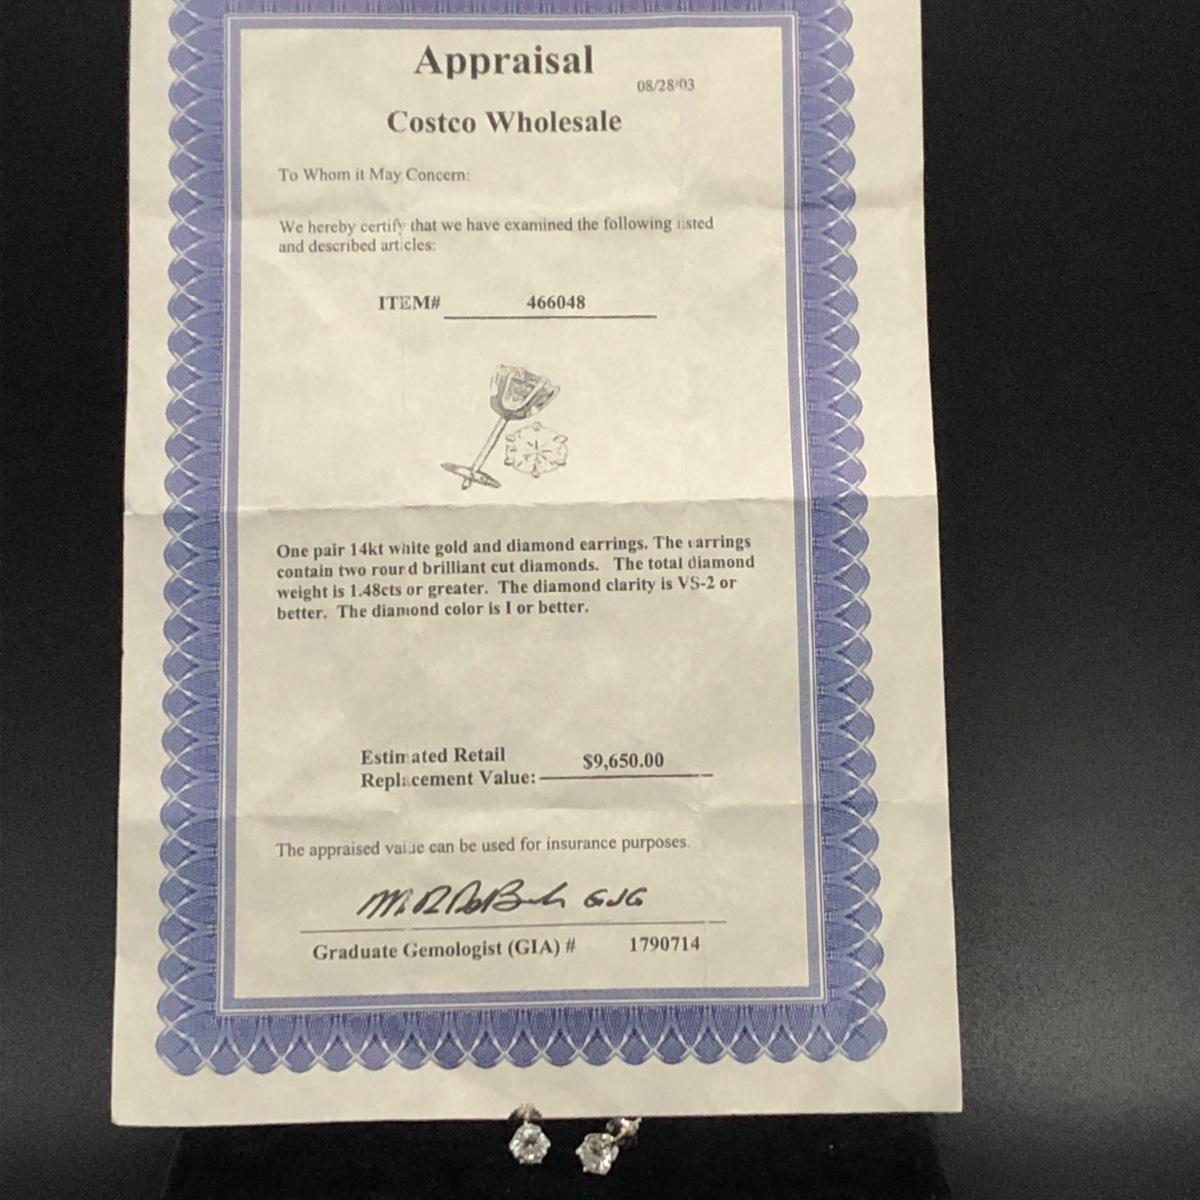 Appraisal
08/28/03
Costco Wholesale
To Whom it May Concern:
We hereby certify that we have examined the following listed
and described articles:
ITEM# 466048
One pair 14kt white gold and diamond earrings. The earrings
contain two round brilliant cut diamonds. The total diamond
weight is 1.48cts or greater. The diamond clarity is VS-2 or
better. The diamond color is I or better.
Estimated Retail
Replacement Value: $9,650.00
The appraised value can be used for insurance purposes.
Graduate Gemologist (GIA) # 1790714